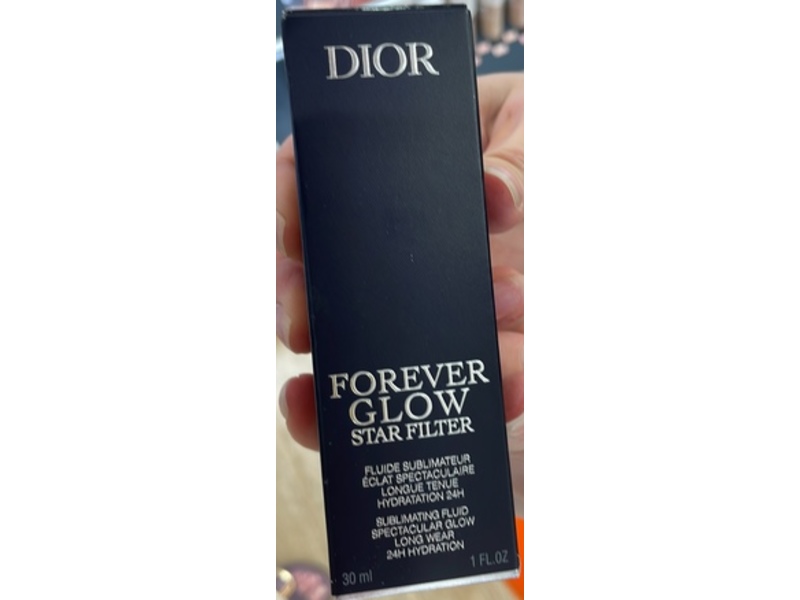 DIOR
FOREVER
GLOW
STAR FILTER
FLUIDE SUBLIMATEUR
ÉCLAT SPECTACULAIRE
LONGUE TENUE
HYDRATATION 24H
SUBLIMATING FLUID
SPECTACULAR GLOW
LONG WEAR
24H HYDRATION
30 ml 1 FL.OZ